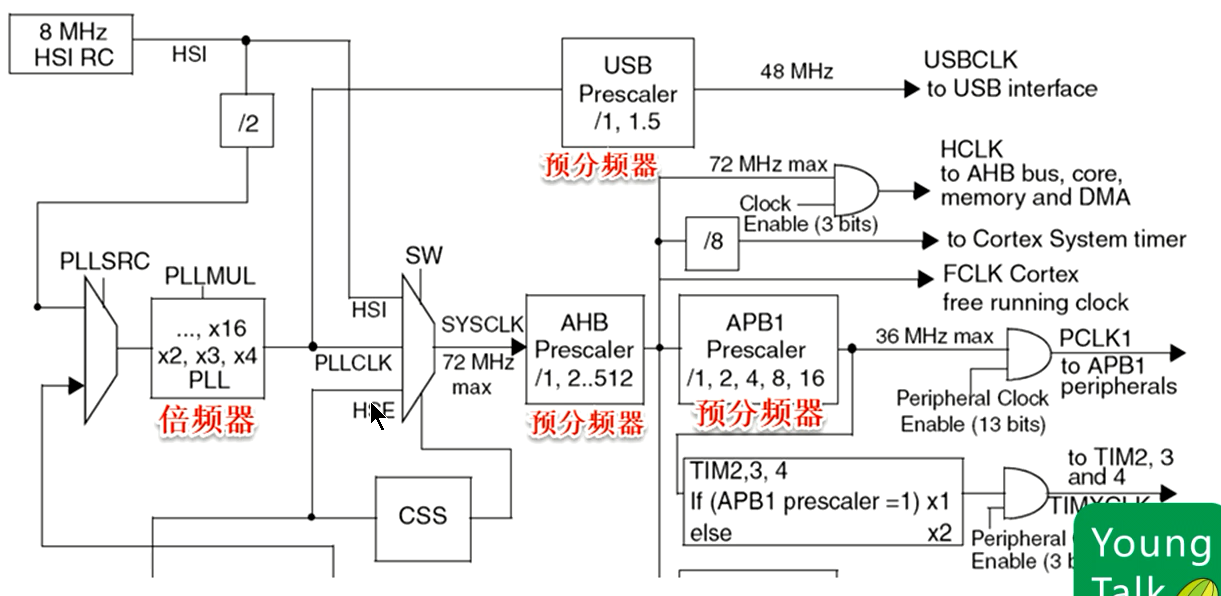 8 MHz
HSI RC
HSI
/2
USB
Prescaler
/1, 1.5
预分频器
48 MHz
USBCLK
to USB interface
72 MHz max
Clock
Enable (3 bits)
HCLK
to AHB bus, core,
memory and DMA
/8
to Cortex System timer
FCLK Cortex
free running clock
PLLSRC
PLLMUL
..., x16
x2, x3, x4
PLL
倍频器
SW
HSI
PLLCLK
HSE
SYSCLK
72 MHz
max
AHB
Prescaler
/1, 2..512
预分频器
APB1
Prescaler
/1, 2, 4, 8, 16
预分频器
36 MHz max
PCLK1
to APB1
peripherals
Peripheral Clock
Enable (13 bits)
CSS
TIM2,3, 4
If (APB1 prescaler =1) x1
else x2
to TIM2, 3
and 4
TIMXCLK
Peripheral
Enable (3 b
Young
Talk